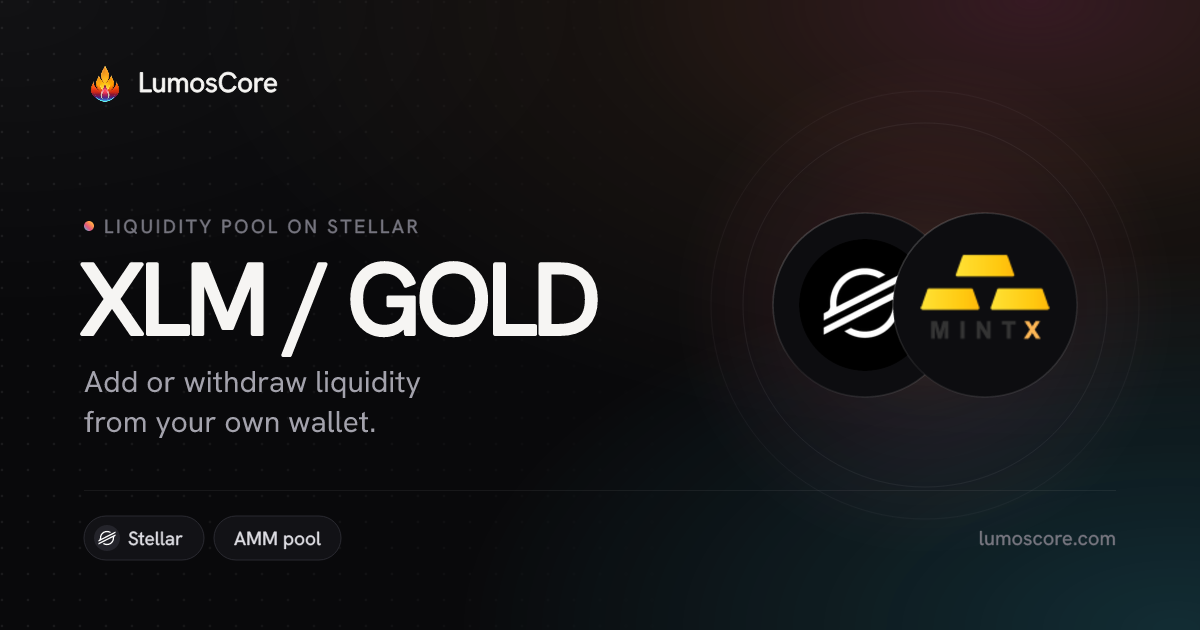 LumosCore
LIQUIDITY POOL ON STELLAR
XLM / GOLD
Add or withdraw liquidity
from your own wallet.
MINTX
Stellar
AMM pool
lumoscore.com